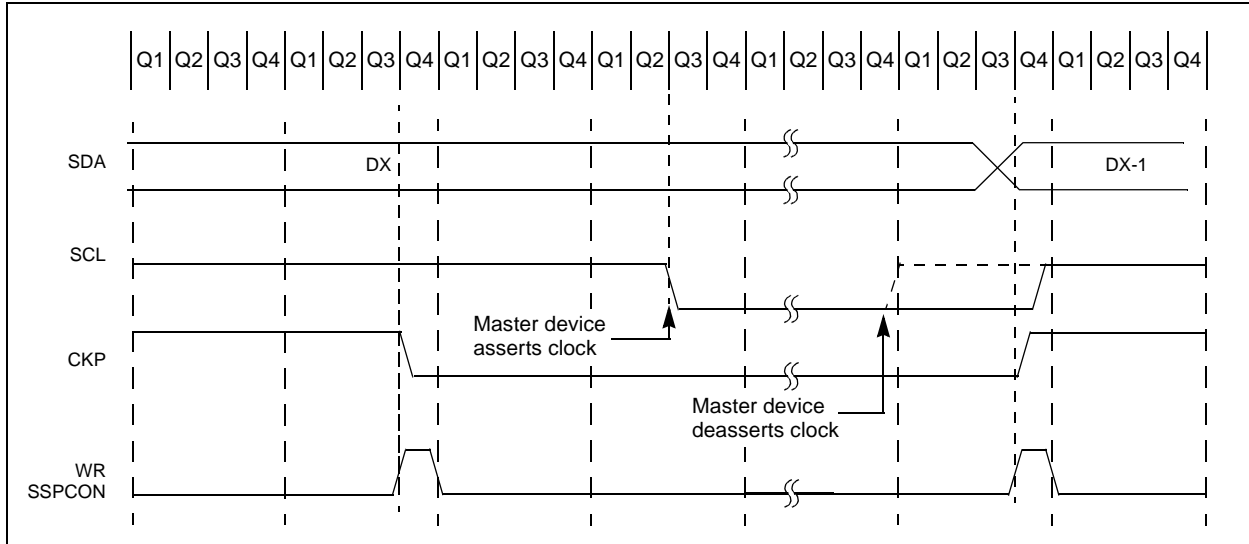 Q1 Q2 Q3 Q4 Q1 Q2 Q3 Q4 Q1 Q2 Q3 Q4 Q1 Q2 Q3 Q4 Q1 Q2 Q3 Q4 Q1 Q2 Q3 Q4 Q1 Q2 Q3 Q4
SDA
DX
DX-1
SCL
Master device
asserts clock
CKP
Master device
deasserts clock
WR
SSPCON